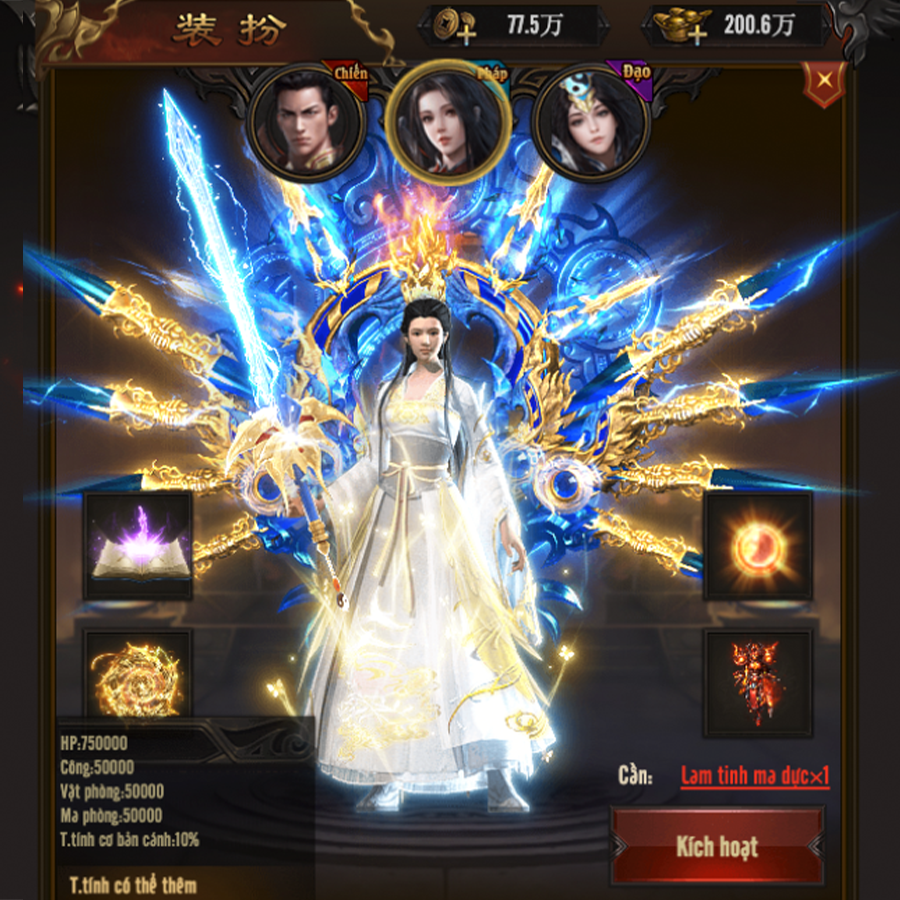 装扮
77.5万
200.6万
Chiến
Pháp
Đạo
HP:750000
Công:50000
Vật phòng:50000
Ma phòng:50000
T.tính cơ bản cánh:10%
T.tính có thể thêm
Cần: Lam tinh ma dực×1
Kích hoạt